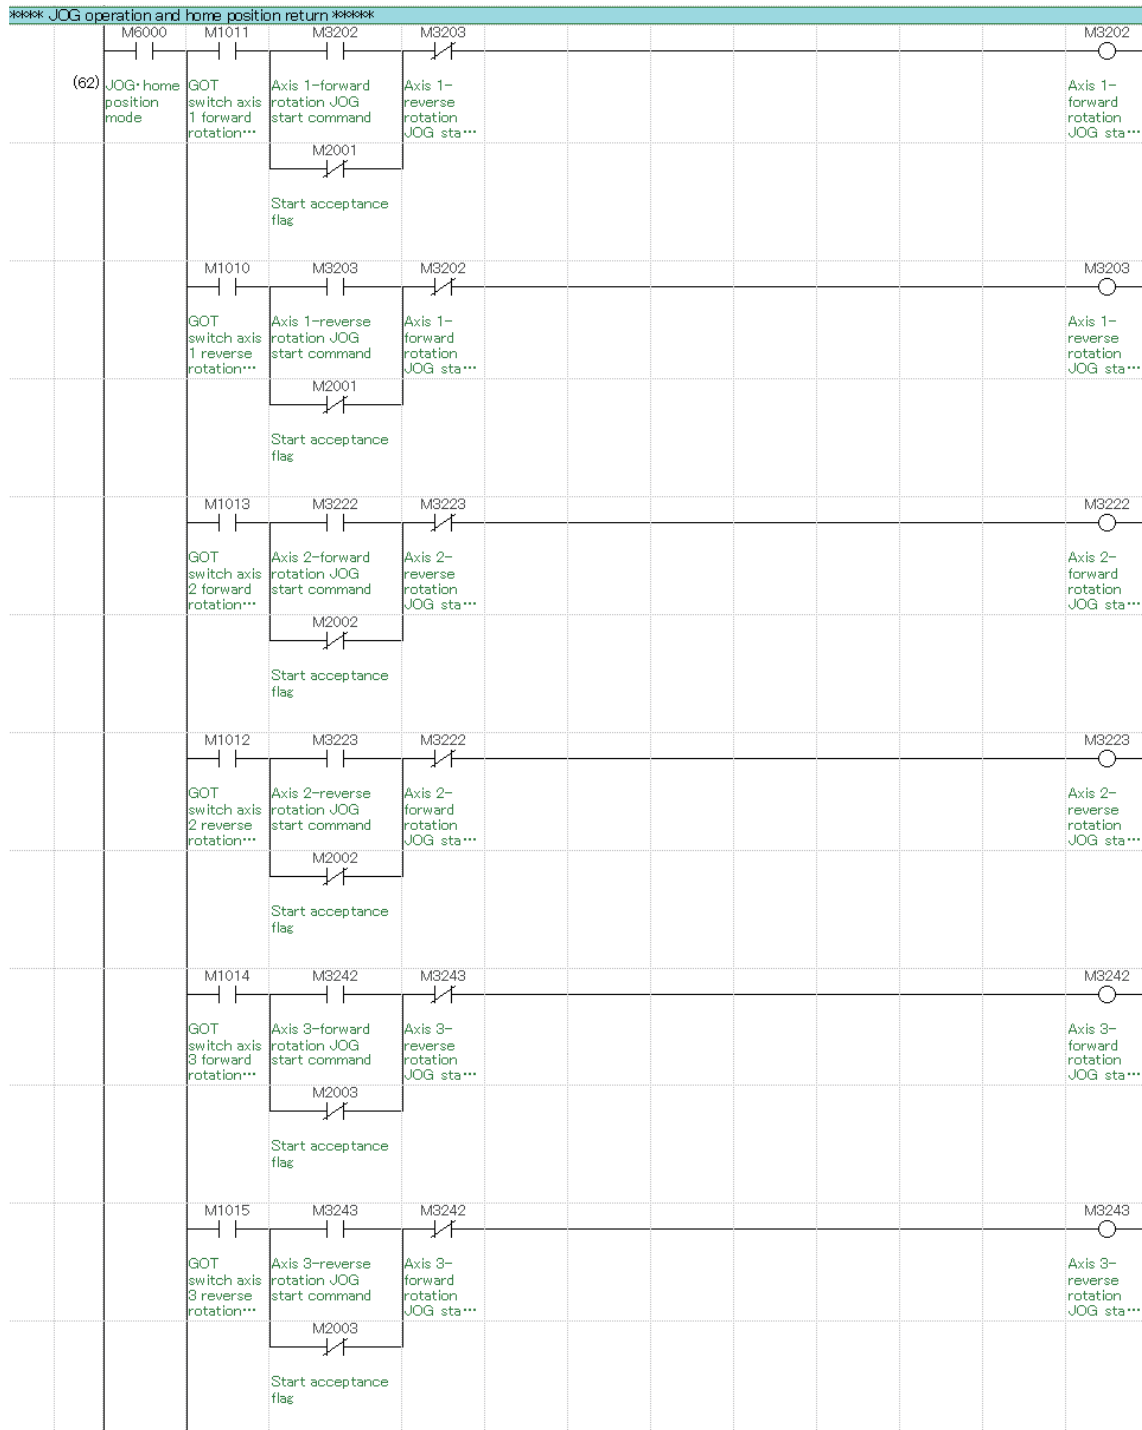 ***** JOG operation and home position return *****
M6000 M1011 M3202 M3203 M3202
(62) JOG・home position mode
GOT switch axis 1 forward rotation…
Axis 1-forward rotation JOG start command
Axis 1-reverse rotation JOG sta…
Axis 1-forward rotation JOG sta…
M2001
Start acceptance flag
M1010 M3203 M3202 M3203
GOT switch axis 1 reverse rotation…
Axis 1-reverse rotation JOG start command
Axis 1-forward rotation JOG sta…
Axis 1-reverse rotation JOG sta…
M2001
Start acceptance flag
M1013 M3222 M3223 M3222
GOT switch axis 2 forward rotation…
Axis 2-forward rotation JOG start command
Axis 2-reverse rotation JOG sta…
Axis 2-forward rotation JOG sta…
M2002
Start acceptance flag
M1012 M3223 M3222 M3223
GOT switch axis 2 reverse rotation…
Axis 2-reverse rotation JOG start command
Axis 2-forward rotation JOG sta…
Axis 2-reverse rotation JOG sta…
M2002
Start acceptance flag
M1014 M3242 M3243 M3242
GOT switch axis 3 forward rotation…
Axis 3-forward rotation JOG start command
Axis 3-reverse rotation JOG sta…
Axis 3-forward rotation JOG sta…
M2003
Start acceptance flag
M1015 M3243 M3242 M3243
GOT switch axis 3 reverse rotation…
Axis 3-reverse rotation JOG start command
Axis 3-forward rotation JOG sta…
Axis 3-reverse rotation JOG sta…
M2003
Start acceptance flag